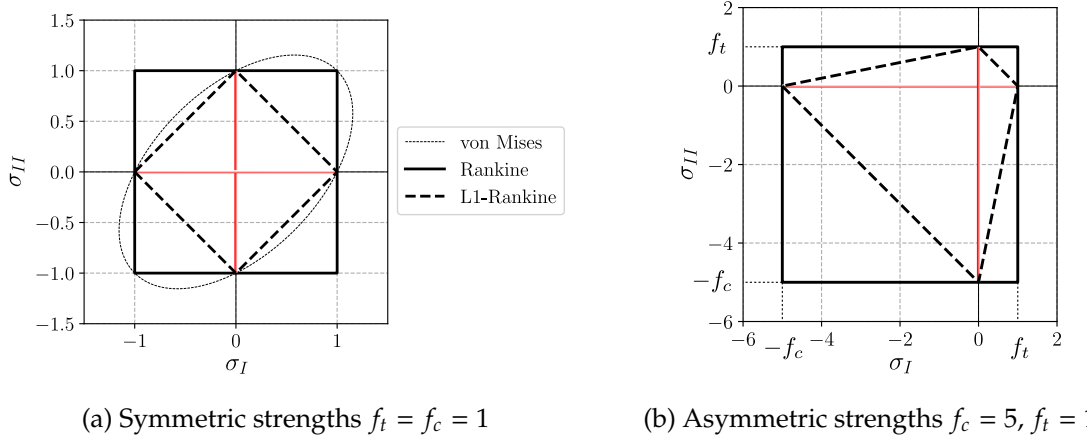 1.5
1.0
0.5
0.0
−0.5
−1.0
−1.5
σ_II
−1 0 1
σ_I
von Mises
Rankine
L1-Rankine
2
f_t
0
−2
−4
−f_c
−6
σ_II
−6 −f_c −4 −2 0 f_t 2
σ_I
(a) Symmetric strengths f_t = f_c = 1
(b) Asymmetric strengths f_c = 5, f_t = 1